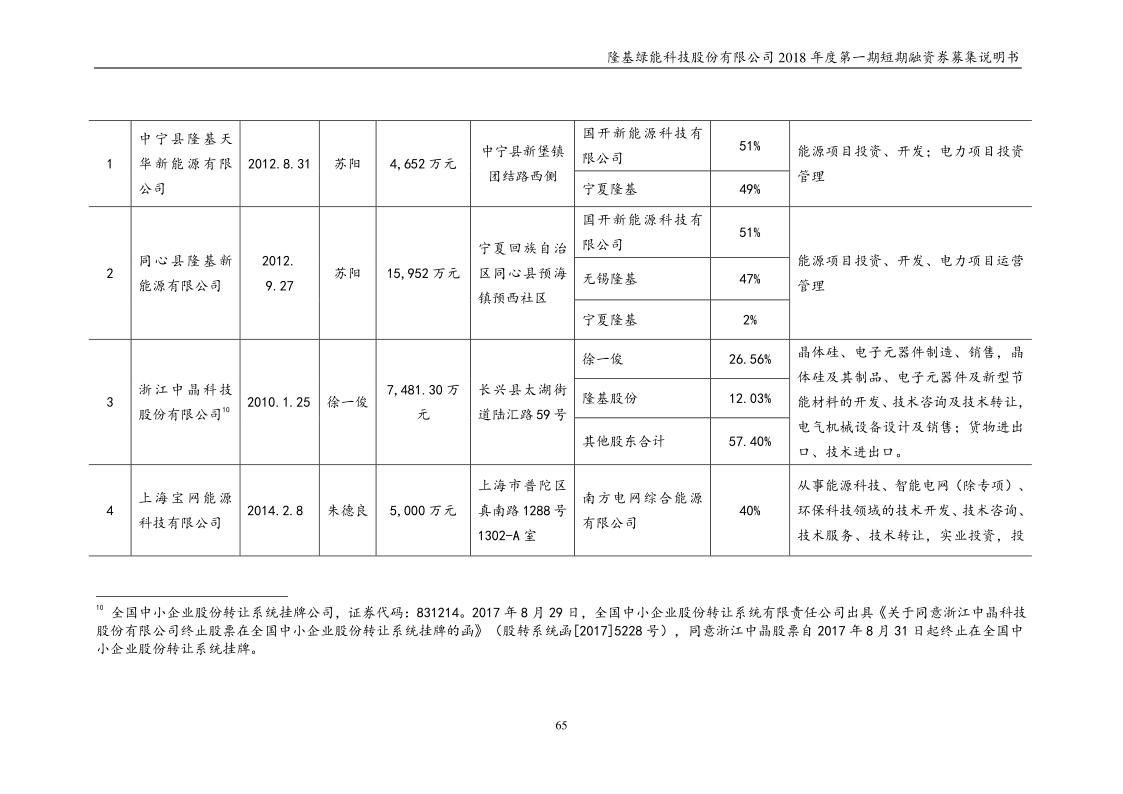 隆基绿能科技股份有限公司 2018 年度第一期短期融资券募集说明书
1
中宁县隆基天
华新能源有限
公司
2012.8.31
苏阳
4,652 万元
中宁县新堡镇
团结路西侧
国开新能源科技有
限公司
51%
宁夏隆基
49%
能源项目投资、开发；电力项目投资
管理
2
同心县隆基新
能源有限公司
2012.
9.27
苏阳
15,952 万元
宁夏回族自治
区同心县预海
镇预西社区
国开新能源科技有
限公司
51%
无锡隆基
47%
宁夏隆基
2%
能源项目投资、开发、电力项目运营
管理
3
浙江中晶科技
股份有限公司10
2010.1.25
徐一俊
7,481.30 万
元
长兴县太湖街
道陆汇路 59 号
徐一俊
26.56%
隆基股份
12.03%
其他股东合计
57.40%
晶体硅、电子元器件制造、销售，晶
体硅及其制品、电子元器件及新型节
能材料的开发、技术咨询及技术转让，
电气机械设备设计及销售；货物进出
口、技术进出口。
4
上海宝网能源
科技有限公司
2014.2.8
朱德良
5,000 万元
上海市普陀区
真南路 1288 号
1302-A 室
南方电网综合能源
有限公司
40%
从事能源科技、智能电网（除专项）、
环保科技领域的技术开发、技术咨询、
技术服务、技术转让，实业投资，投
10 全国中小企业股份转让系统挂牌公司，证券代码：831214。2017 年 8 月 29 日，全国中小企业股份转让系统有限责任公司出具《关于同意浙江中晶科技
股份有限公司终止股票在全国中小企业股份转让系统挂牌的函》（股转系统函[2017]5228 号），同意浙江中晶股票自 2017 年 8 月 31 日起终止在全国中
小企业股份转让系统挂牌。
65